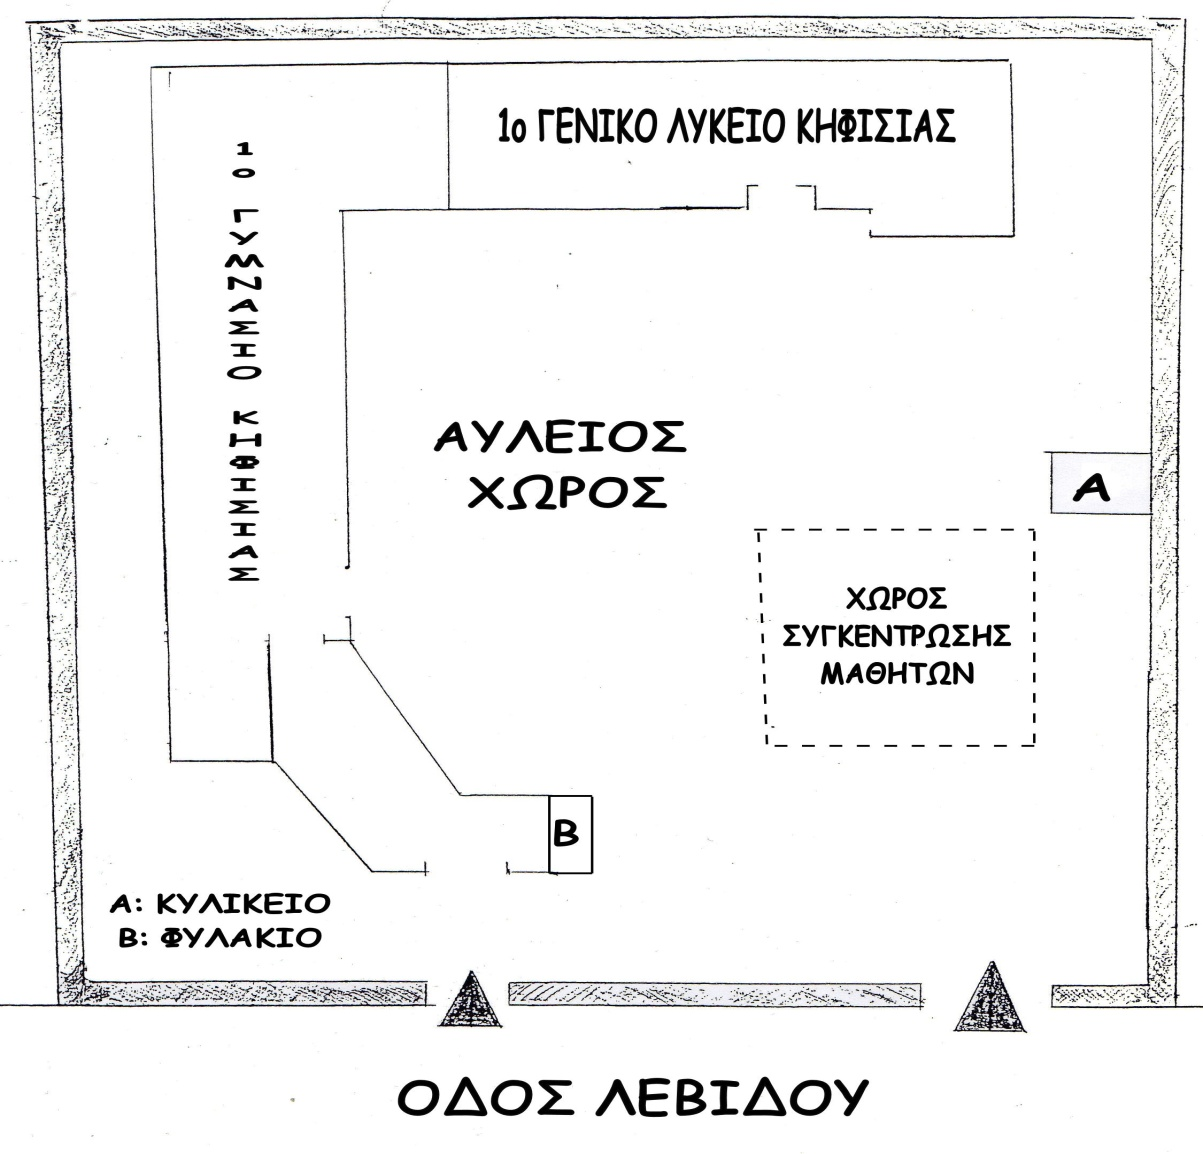 1ο ΓΕΝΙΚΟ ΛΥΚΕΙΟ ΚΗΦΙΣΙΑΣ
1ο ΓΥΜΝΑΣΙΟ ΚΗΦΙΣΙΑΣ
ΑΥΛΕΙΟΣ
ΧΩΡΟΣ
Α
ΧΩΡΟΣ
ΣΥΓΚΕΝΤΡΩΣΗΣ
ΜΑΘΗΤΩΝ
Β
Α: ΚΥΛΙΚΕΙΟ
Β: ΦΥΛΑΚΙΟ
ΟΔΟΣ ΛΕΒΙΔΟΥ